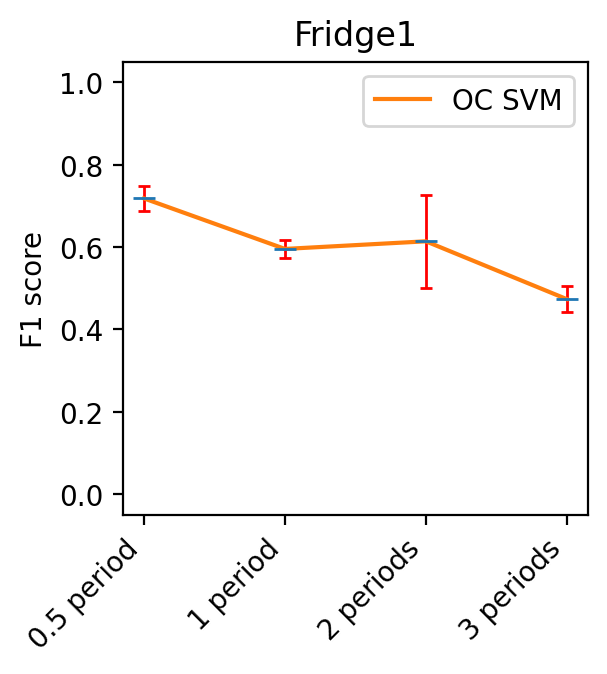 Fridge1
OC SVM
F1 score
1.0
0.8
0.6
0.4
0.2
0.0
0.5 period
1 period
2 periods
3 periods